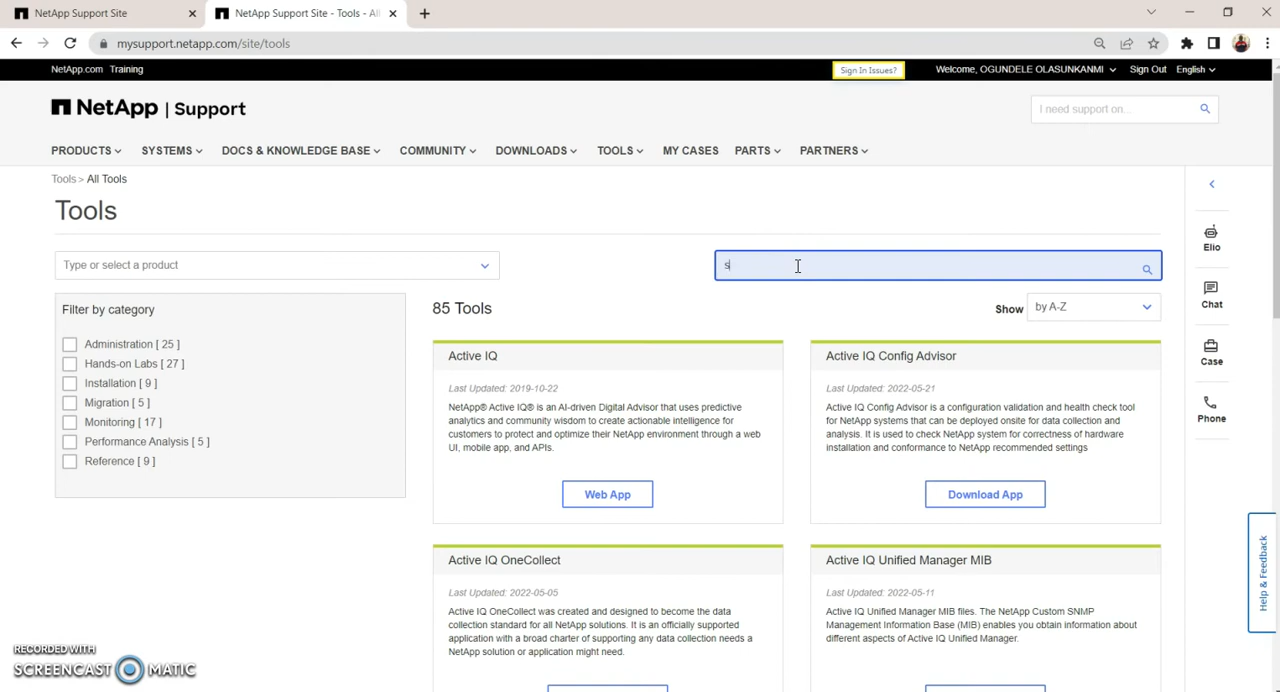 NetApp Support Site
NetApp Support Site - Tools - All
mysupport.netapp.com/site/tools
NetApp.com Training
Sign In Issues?
Welcome, OGUNDELE OLASUNKANMI
Sign Out
English
NetApp | Support
I need support on...
PRODUCTS
SYSTEMS
DOCS & KNOWLEDGE BASE
COMMUNITY
DOWNLOADS
TOOLS
MY CASES
PARTS
PARTNERS
Tools > All Tools
Tools
Type or select a product
s
Filter by category
Administration [ 25 ]
Hands-on Labs [ 27 ]
Installation [ 9 ]
Migration [ 5 ]
Monitoring [ 17 ]
Performance Analysis [ 5 ]
Reference [ 9 ]
85 Tools
Show
by A-Z
Active IQ
Last Updated: 2019-10-22
NetApp® Active IQ® is an AI-driven Digital Advisor that uses predictive
analytics and community wisdom to create actionable intelligence for
customers to protect and optimize their NetApp environment through a web
UI, mobile app, and APIs.
Web App
Active IQ Config Advisor
Last Updated: 2022-05-21
Active IQ Config Advisor is a configuration validation and health check tool
for NetApp systems that can be deployed onsite for data collection and
analysis. It is used to check NetApp system for correctness of hardware
installation and conformance to NetApp recommended settings
Download App
Active IQ OneCollect
Last Updated: 2022-05-05
Active IQ OneCollect was created and designed to become the data
collection standard for all NetApp solutions. It is an officially supported
application with a broad charter of supporting any data collection needs a
NetApp solution or application might need.
Active IQ Unified Manager MIB
Last Updated: 2022-05-11
Active IQ Unified Manager MIB files. The NetApp Custom SNMP
Management Information Base (MIB) enables you obtain information about
different aspects of Active IQ Unified Manager.
Elio
Chat
Case
Phone
Help & Feedback
RECORDED WITH
SCREENCAST MATIC